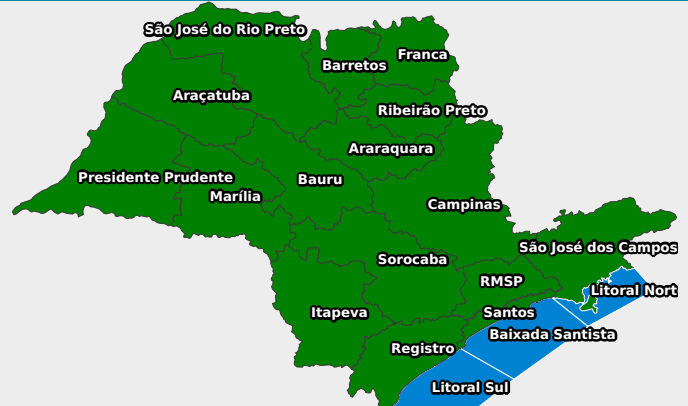 São José do Rio Preto
Franca
Barretos
Araçatuba
Ribeirão Preto
Araraquara
Presidente Prudente
Bauru
Marília
Campinas
São José dos Campos
Sorocaba
RMSP
Litoral Nort
Itapeva
Santos
Baixada Santista
Registro
Litoral Sul